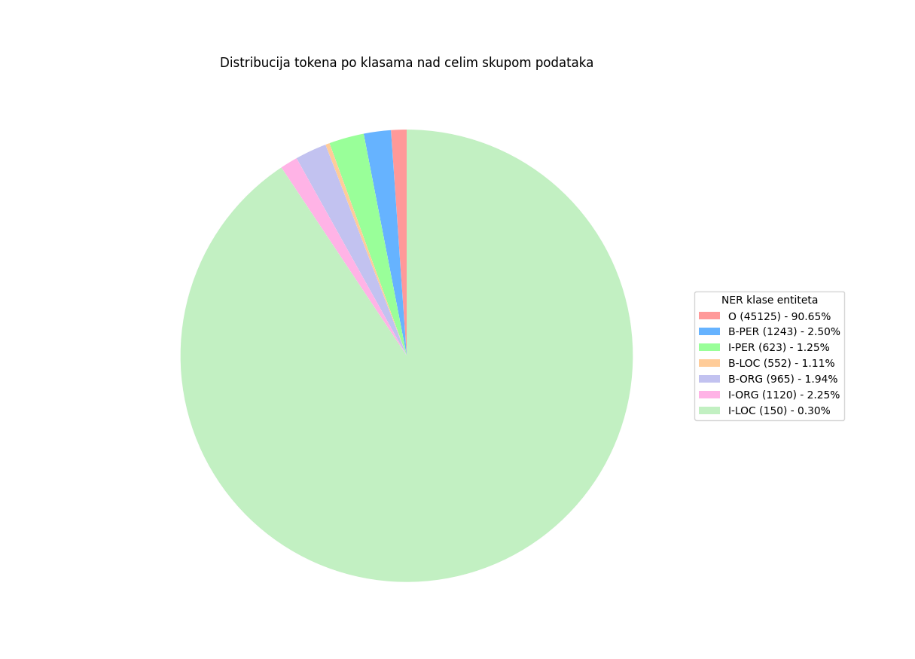 Distribucija tokena po klasama nad celim skupom podataka
NER klase entiteta
O (45125) - 90.65%
B-PER (1243) - 2.50%
I-PER (623) - 1.25%
B-LOC (552) - 1.11%
B-ORG (965) - 1.94%
I-ORG (1120) - 2.25%
I-LOC (150) - 0.30%